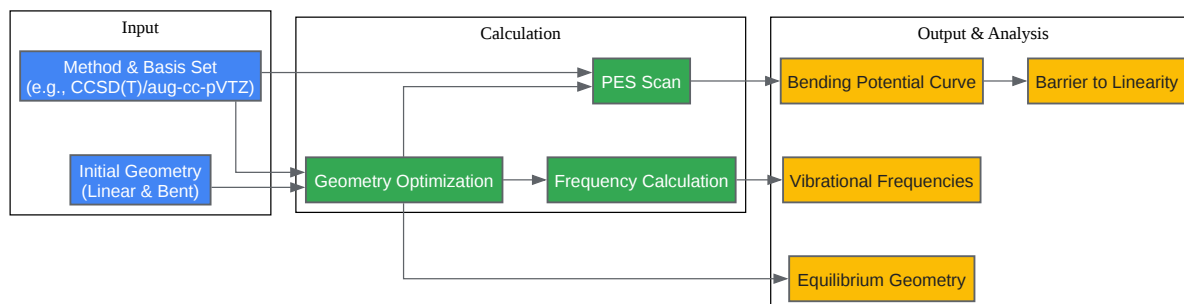 Input
Method & Basis Set
(e.g., CCSD(T)/aug-cc-pVTZ)
Initial Geometry
(Linear & Bent)
Calculation
PES Scan
Geometry Optimization
Frequency Calculation
Output & Analysis
Bending Potential Curve
Barrier to Linearity
Vibrational Frequencies
Equilibrium Geometry